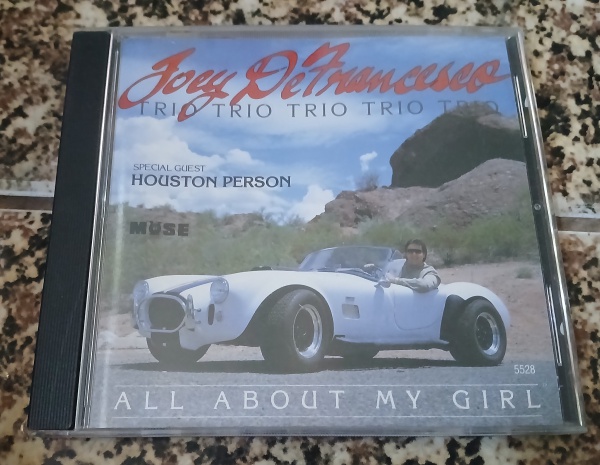 Joey DeFrancesco
TRIO TRIO TRIO TRIO TRIO
SPECIAL GUEST
HOUSTON PERSON
MUSE
5528
ALL ABOUT MY GIRL